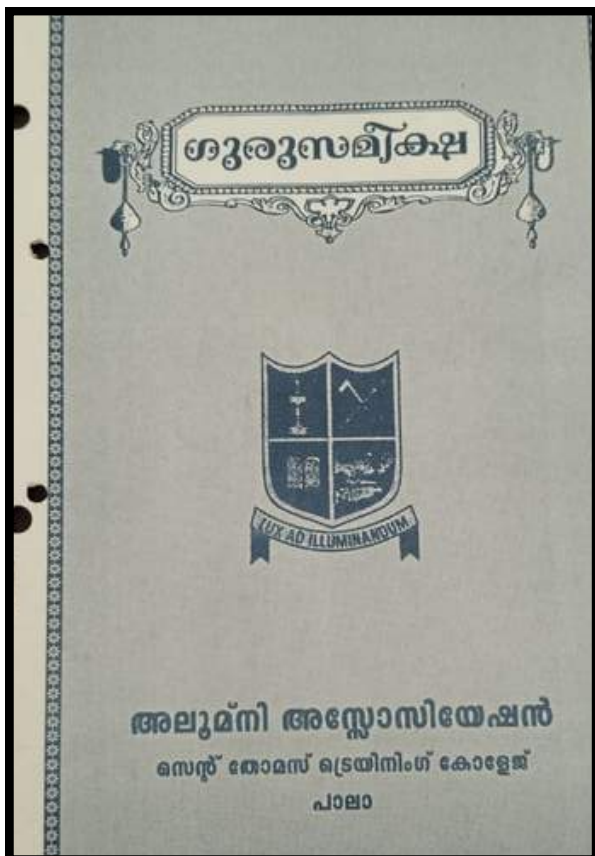 ഗുരുസമീക്ഷ
LUX AD ILLUMINANDUM
അലൂമ്നി അസ്സോസിയേഷൻ
സെന്റ് തോമസ് ട്രെയിനിംഗ് കോളേജ്
പാലാ